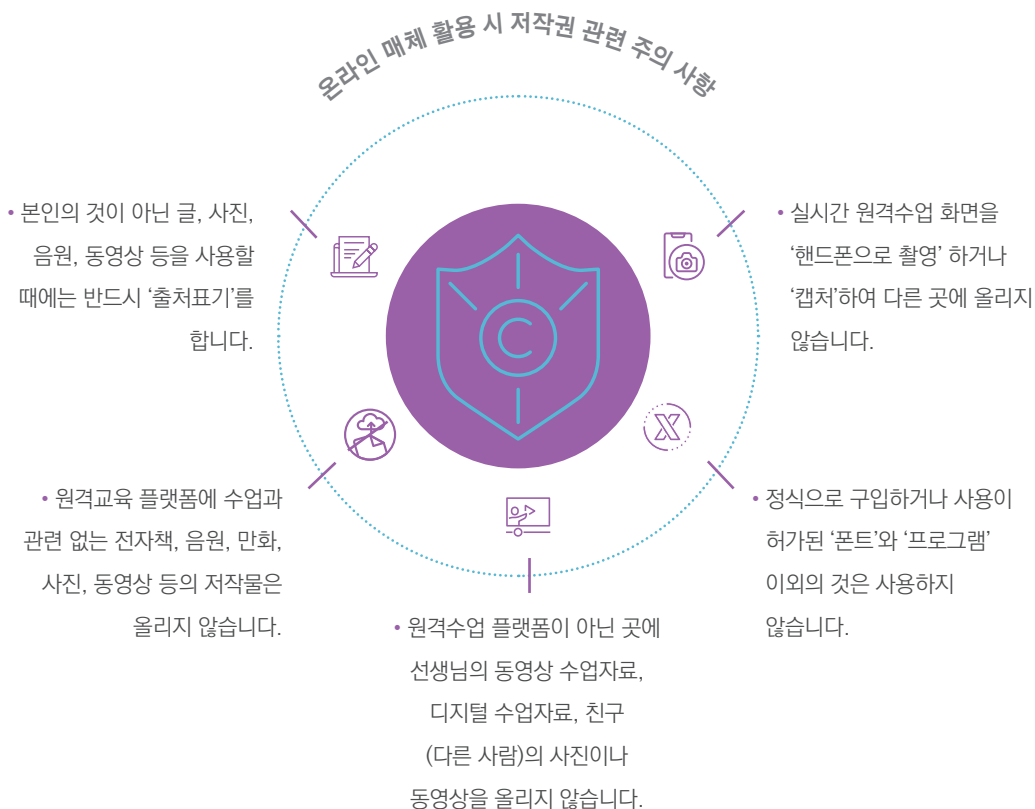 온라인 매체 활용 시 저작권 관련 주의 사항
• 본인의 것이 아닌 글, 사진,
음원, 동영상 등을 사용할
때에는 반드시 ‘출처표기’를
합니다.
• 실시간 원격수업 화면을
‘핸드폰으로 촬영’ 하거나
‘캡처’하여 다른 곳에 올리지
않습니다.
C
X
• 원격교육 플랫폼에 수업과
관련 없는 전자책, 음원, 만화,
사진, 동영상 등의 저작물은
올리지 않습니다.
• 정식으로 구입하거나 사용이
허가된 ‘폰트’와 ‘프로그램’
이외의 것은 사용하지
않습니다.
• 원격수업 플랫폼이 아닌 곳에
선생님의 동영상 수업자료,
디지털 수업자료, 친구
(다른 사람)의 사진이나
동영상을 올리지 않습니다.